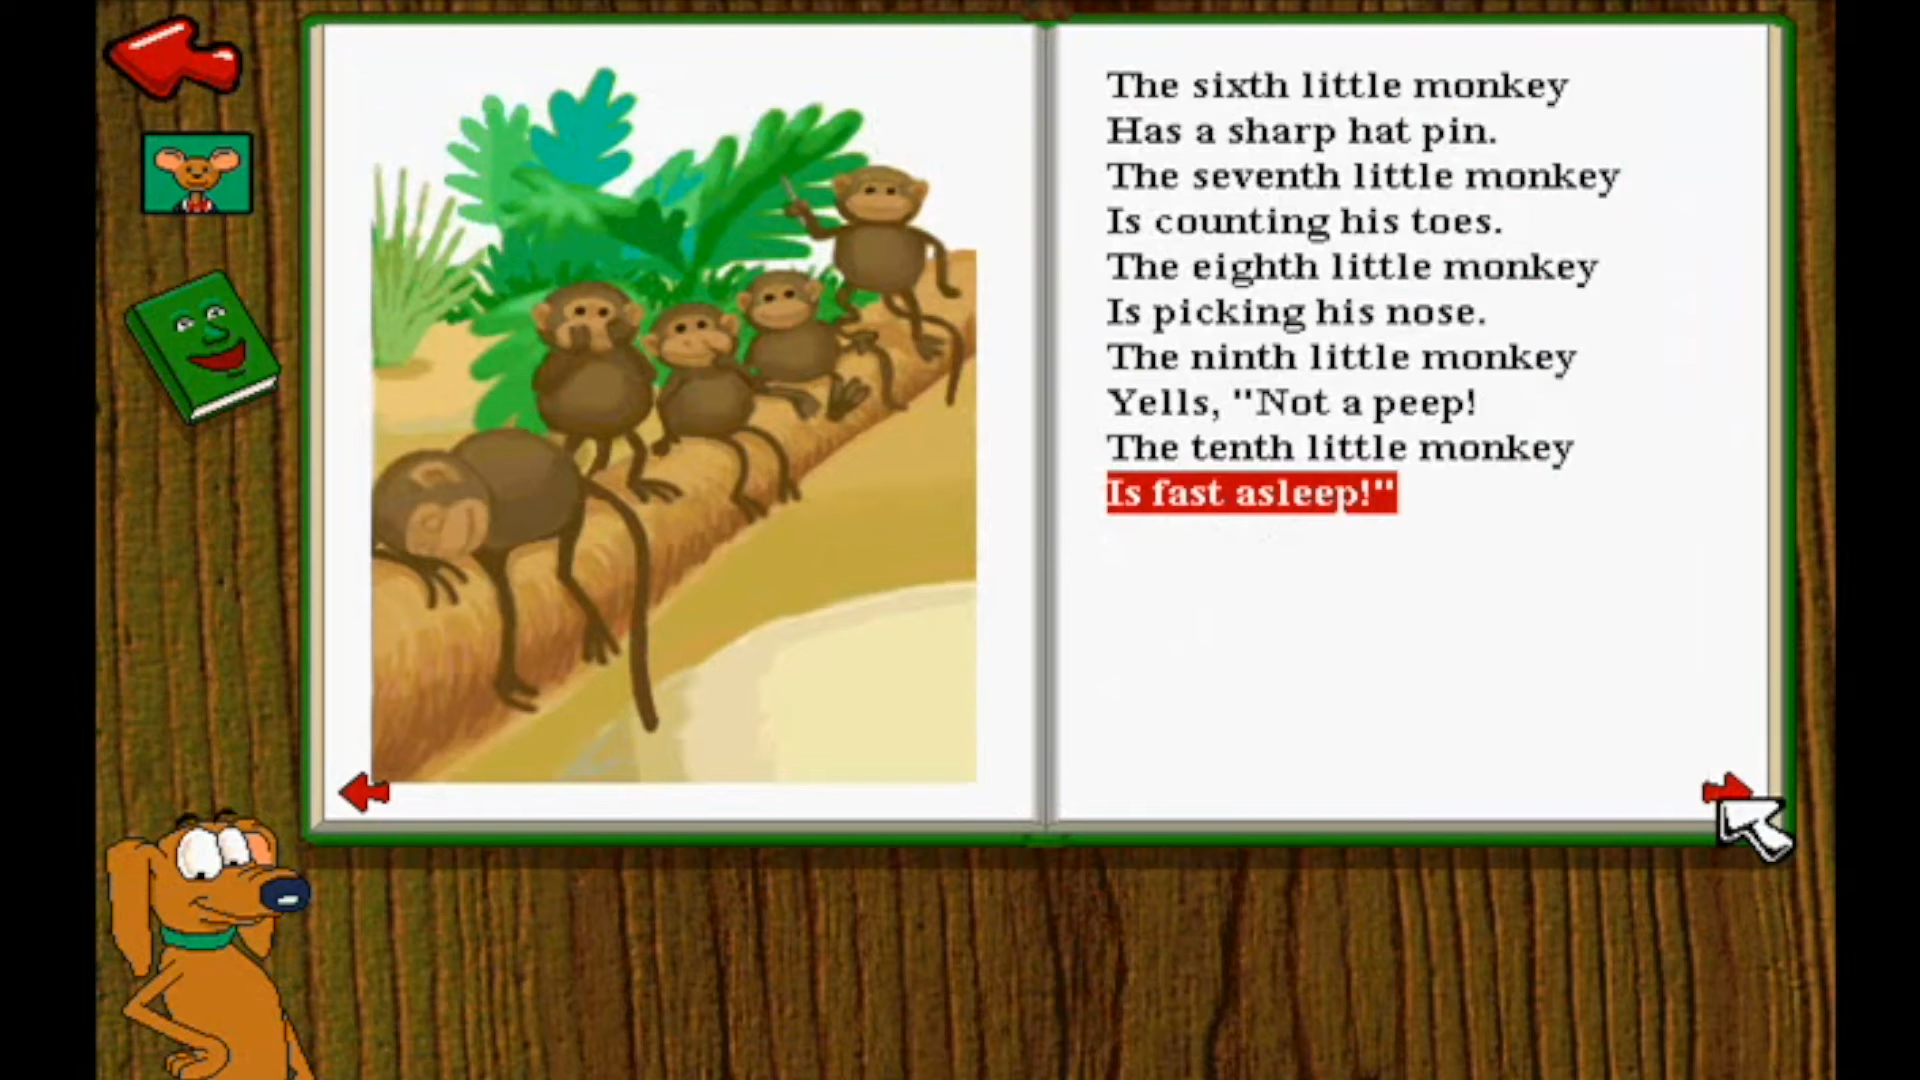 The sixth little monkey
Has a sharp hat pin.
The seventh little monkey
Is counting his toes.
The eighth little monkey
Is picking his nose.
The ninth little monkey
Yells, "Not a peep!
The tenth little monkey
Is fast asleep!"